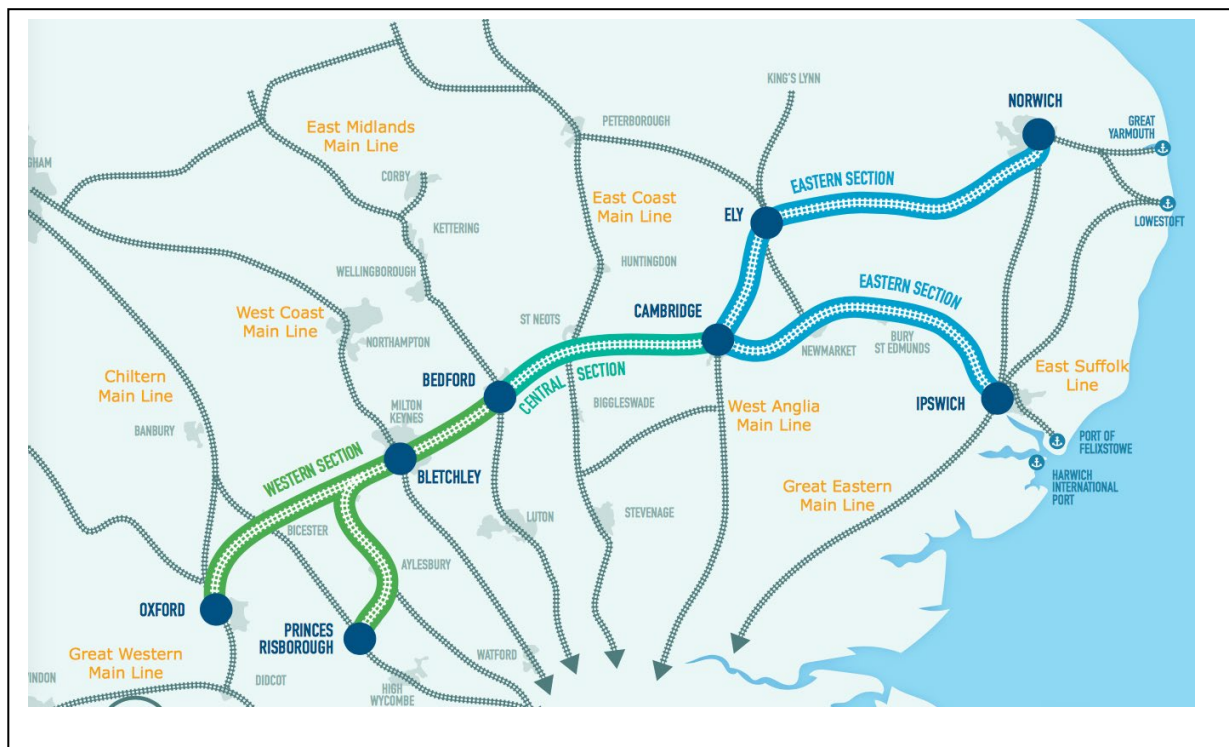 KING'S LYNN
NORWICH
GREAT
YARMOUTH
PETERBOROUGH
East Midlands
Main Line
GHAM
CORBY
EASTERN SECTION
East Coast
Main Line
ELY
LOWESTOFT
KETTERING
WELLINGBOROUGH
HUNTINGDON
EASTERN SECTION
West Coast
Main Line
ST NEOTS
CAMBRIDGE
NORTHAMPTON
NEWMARKET
BURY
ST EDMUNDS
East Suffolk
Line
Chiltern
Main Line
BEDFORD
CENTRAL SECTION
MILTON
KEYNES
BIGGLESWADE
West Anglia
Main Line
IPSWICH
BANBURY
PORT OF
FELIXSTOWE
WESTERN SECTION
BLETCHLEY
HARWICH
INTERNATIONAL
PORT
Great Eastern
Main Line
BICESTER
LUTON
STEVENAGE
AYLESBURY
OXFORD
PRINCES
RISBOROUGH
Great Western
Main Line
WATFORD
INDON
DIDCOT
HIGH
WYCOMBE